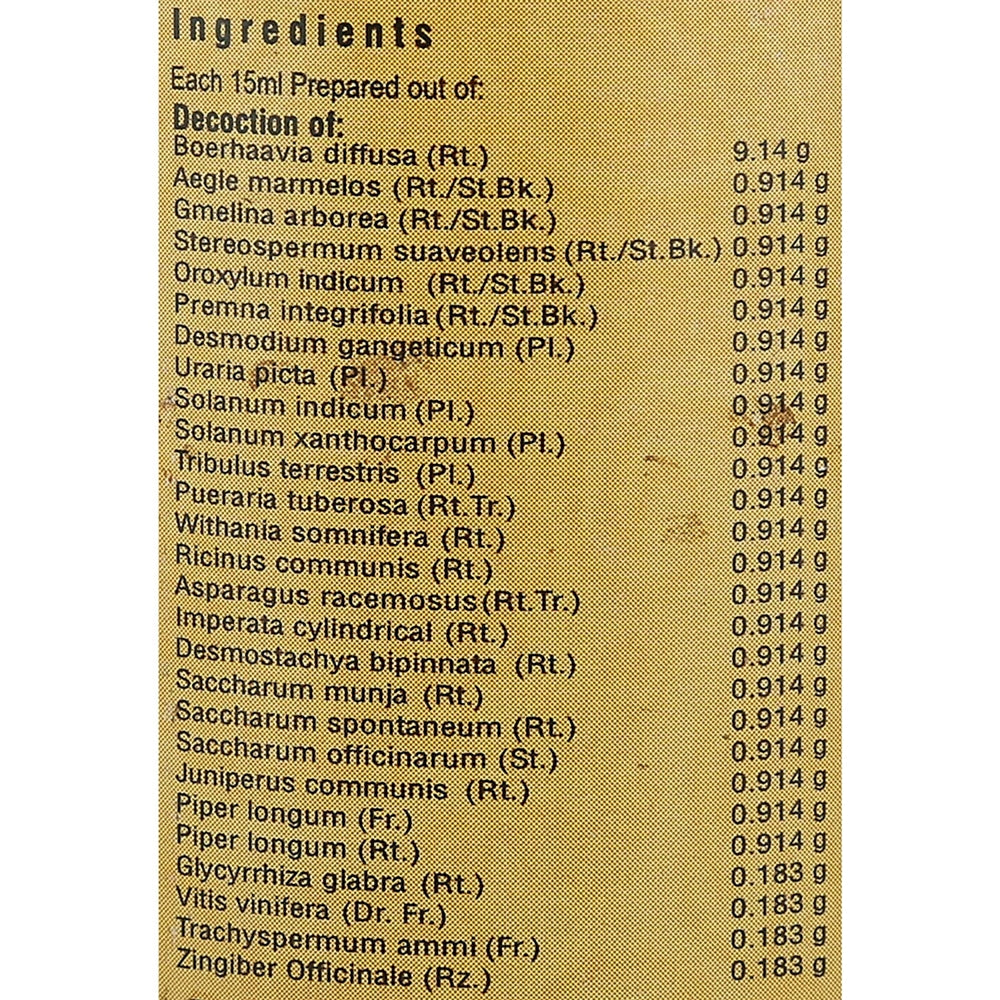 Ingredients
Each 15ml Prepared out of:
Decoction of:
Boerhaavia diffusa (Rt.) 9.14 g
Aegle marmelos (Rt./St.Bk.) 0.914 g
Gmelina arborea (Rt./St.Bk.) 0.914 g
Stereospermum suaveolens (Rt./St.Bk.) 0.914 g
Oroxylum indicum (Rt./St.Bk.) 0.914 g
Premna integrifolia (Rt./St.Bk.) 0.914 g
Desmodium gangeticum (Pl.) 0.914 g
Uraria picta (Pl.) 0.914 g
Solanum indicum (Pl.) 0.914 g
Solanum xanthocarpum (Pl.) 0.914 g
Tribulus terrestris (Pl.) 0.914 g
Pueraria tuberosa (Rt.Tr.) 0.914 g
Withania somnifera (Rt.) 0.914 g
Ricinus communis (Rt.) 0.914 g
Asparagus racemosus (Rt.Tr.) 0.914 g
Imperata cylindrical (Rt.) 0.914 g
Desmostachya bipinnata (Rt.) 0.914 g
Saccharum munja (Rt.) 0.914 g
Saccharum spontaneum (Rt.) 0.914 g
Saccharum officinarum (St.) 0.914 g
Juniperus communis (Rt.) 0.914 g
Piper longum (Fr.) 0.914 g
Piper longum (Rt.) 0.914 g
Glycyrrhiza glabra (Rt.) 0.183 g
Vitis vinifera (Dr. Fr.) 0.183 g
Trachyspermum ammi (Fr.) 0.183 g
Zingiber Officinale (Rz.) 0.183 g